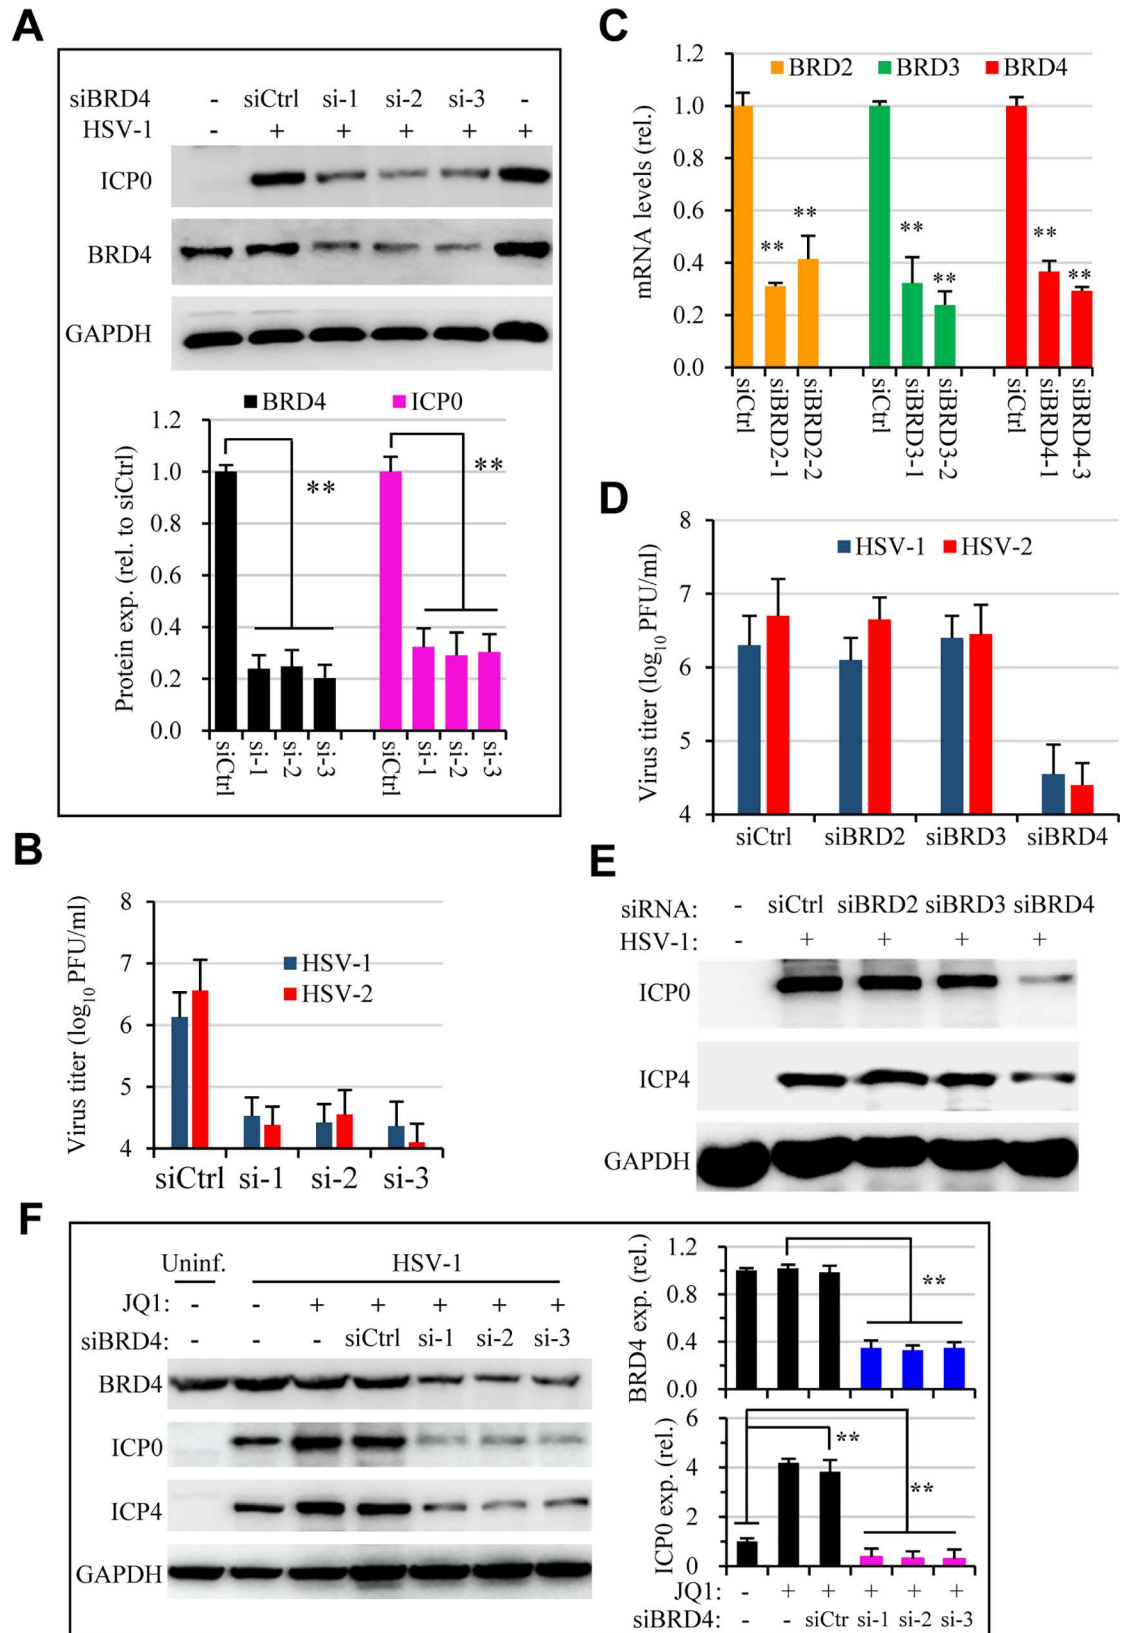 A
siBRD4 - siCtrl si-1 si-2 si-3 -
HSV-1 - + + + + +
ICP0
BRD4
GAPDH
BRD4 ICP0
Protein exp. (rel. to siCtrl)
1.2
1.0
0.8
0.6
0.4
0.2
0.0
** **
siCtrl si-1 si-2 si-3 siCtrl si-1 si-2 si-3
B
Virus titer (log10 PFU/ml)
8
7
6
5
4
HSV-1
HSV-2
siCtrl si-1 si-2 si-3
C
mRNA levels (rel.)
1.2
1.0
0.8
0.6
0.4
0.2
0.0
BRD2 BRD3 BRD4
** ** ** ** ** **
siCtrl siBRD2-1 siBRD2-2 siCtrl siBRD3-1 siBRD3-2 siCtrl siBRD4-1 siBRD4-3
D
Virus titer (log10 PFU/ml)
8
7
6
5
4
HSV-1 HSV-2
siCtrl siBRD2 siBRD3 siBRD4
E
siRNA: - siCtrl siBRD2 siBRD3 siBRD4
HSV-1: - + + + +
ICP0
ICP4
GAPDH
F
Uninf. HSV-1
JQ1: - - + + + + +
siBRD4: - - - siCtrl si-1 si-2 si-3
BRD4
ICP0
ICP4
GAPDH
BRD4 exp. (rel.)
1.2
0.8
0.4
0.0
**
ICP0 exp. (rel.)
6
4
2
0
** **
JQ1: - + + + + +
siBRD4: - - siCtr si-1 si-2 si-3